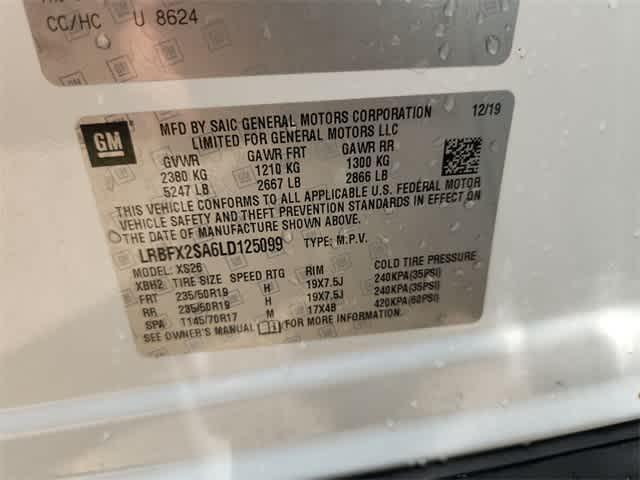 CC/HC U 8624
GM
MFD BY SAIC GENERAL MOTORS CORPORATION 12/19
LIMITED FOR GENERAL MOTORS LLC
GVWR GAWR FRT GAWR RR
2380 KG 1210 KG 1300 KG
5247 LB 2667 LB 2866 LB
THIS VEHICLE CONFORMS TO ALL APPLICABLE U.S. FEDERAL MOTOR
VEHICLE SAFETY AND THEFT PREVENTION STANDARDS IN EFFECT ON
THE DATE OF MANUFACTURE SHOWN ABOVE.
LRBFX2SA6LD125099 TYPE: M.P.V.
MODEL: XS26
XBH2 TIRE SIZE SPEED RTG RIM COLD TIRE PRESSURE
FRT 235/50R19 H 19X7.5J 240KPA(35PSI)
RR 235/50R19 H 19X7.5J 240KPA(35PSI)
SPA T145/70R17 M 17X4B 420KPA(60PSI)
SEE OWNER'S MANUAL FOR MORE INFORMATION.